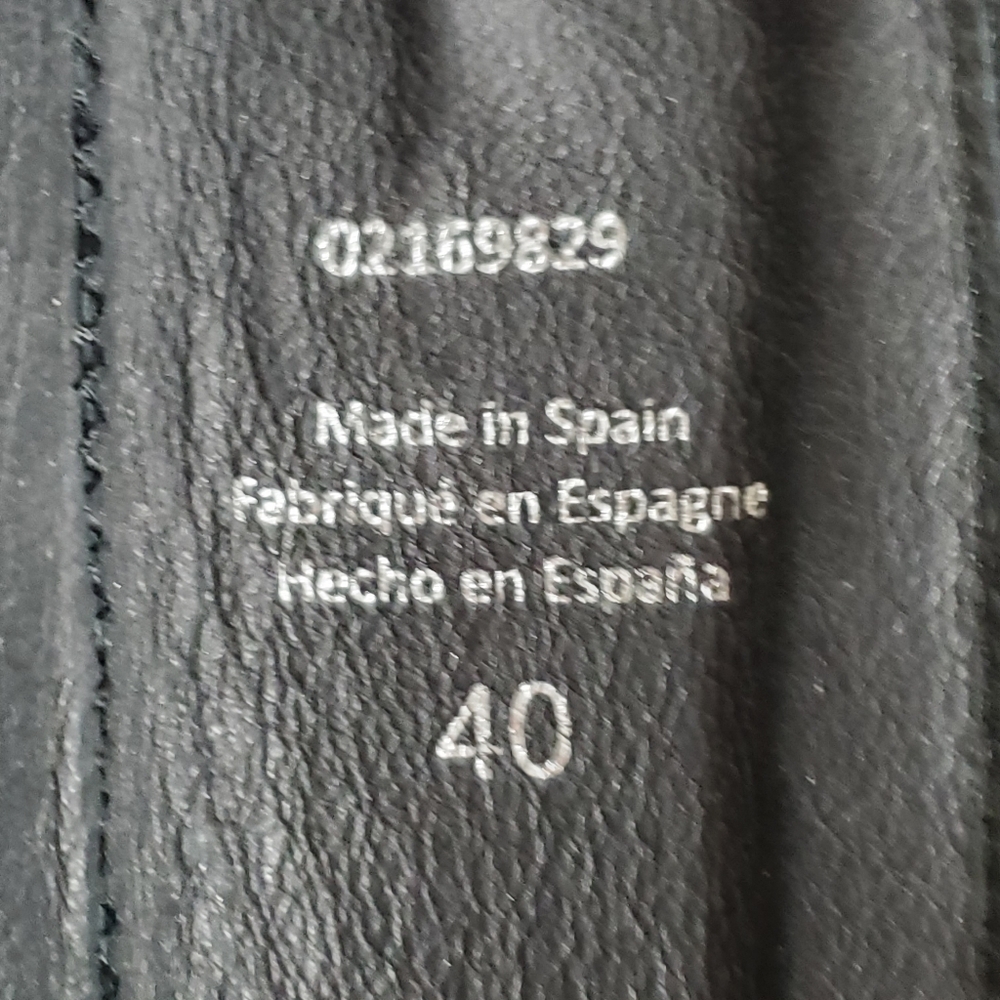 02169829
Made in Spain
Fabriqué en Espagne
Hecho en España
40